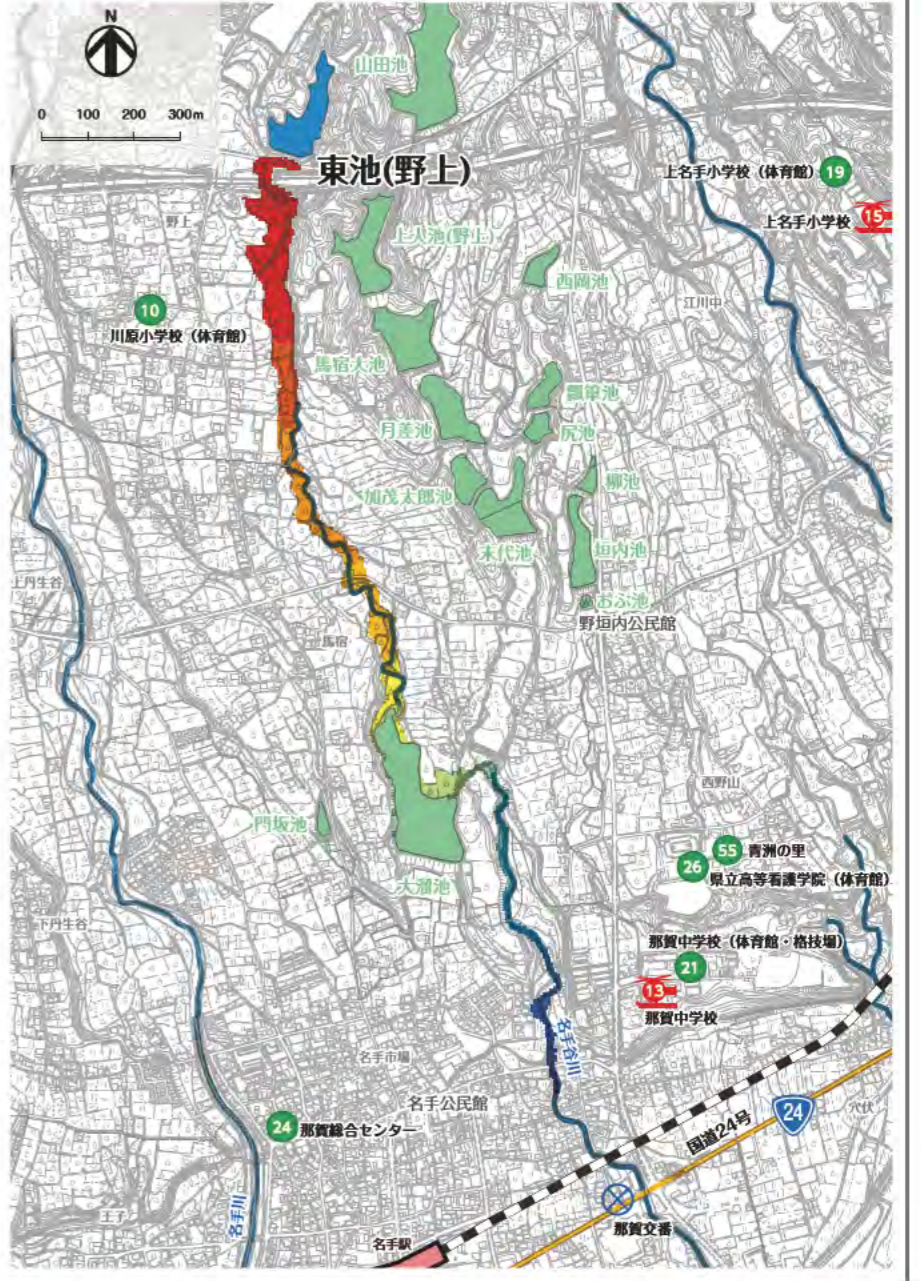 N
0 100 200 300m
山田池
東池(野上)
上名手小学校（体育館） 19
上名手小学校 15
野上
上人池(野上)
西岡池
江川中
10
川原小学校（体育館）
馬宿大池
瓢箪池
月差池
尻池
加茂太郎池
柳池
末代池
垣内池
上丹生谷
おぶ池
野垣内公民館
馬宿
西野山
門坂池
55 青洲の里
26
県立高等看護学院（体育館）
大溜池
下丹生谷
那賀中学校（体育館・格技場）
21
13
那賀中学校
名手谷川
名手市場
名手公民館
24
国道24号
穴伏
24 那賀総合センター
王子
名手川
那賀交番
名手駅